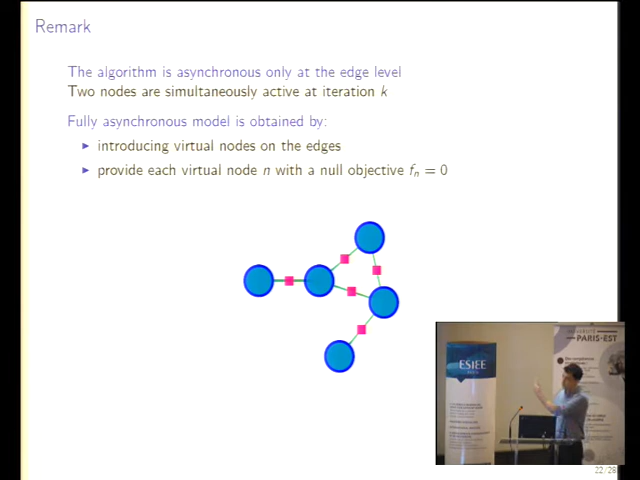 Remark
The algorithm is asynchronous only at the edge level
Two nodes are simultaneously active at iteration k
Fully asynchronous model is obtained by:
introducing virtual nodes on the edges
provide each virtual node n with a null objective fₙ = 0
ESIEE
PARIS-EST
22/28